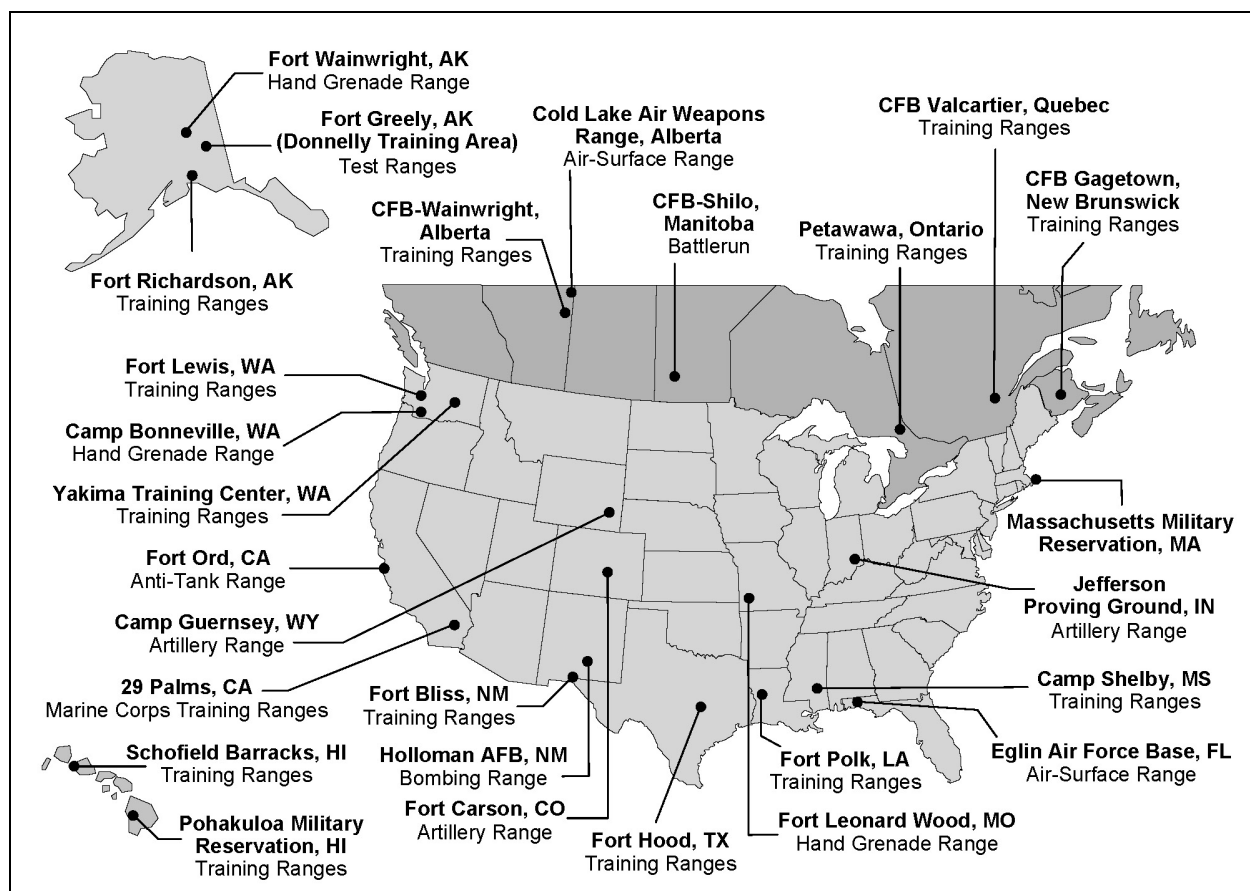 Fort Wainwright, AK
Hand Grenade Range
Fort Greely, AK
(Donnelly Training Area)
Test Ranges
Fort Richardson, AK
Training Ranges
Cold Lake Air Weapons
Range, Alberta
Air-Surface Range
CFB-Wainwright,
Alberta
Training Ranges
CFB-Shilo,
Manitoba
Battlerun
CFB Valcartier, Quebec
Training Ranges
Petawawa, Ontario
Training Ranges
CFB Gagetown,
New Brunswick
Training Ranges
Fort Lewis, WA
Training Ranges
Camp Bonneville, WA
Hand Grenade Range
Yakima Training Center, WA
Training Ranges
Fort Ord, CA
Anti-Tank Range
Camp Guernsey, WY
Artillery Range
29 Palms, CA
Marine Corps Training Ranges
Schofield Barracks, HI
Training Ranges
Pohakuloa Military
Reservation, HI
Training Ranges
Fort Bliss, NM
Training Ranges
Holloman AFB, NM
Bombing Range
Fort Carson, CO
Artillery Range
Fort Hood, TX
Training Ranges
Massachusetts Military
Reservation, MA
Jefferson
Proving Ground, IN
Artillery Range
Camp Shelby, MS
Training Ranges
Eglin Air Force Base, FL
Air-Surface Range
Fort Polk, LA
Training Ranges
Fort Leonard Wood, MO
Hand Grenade Range